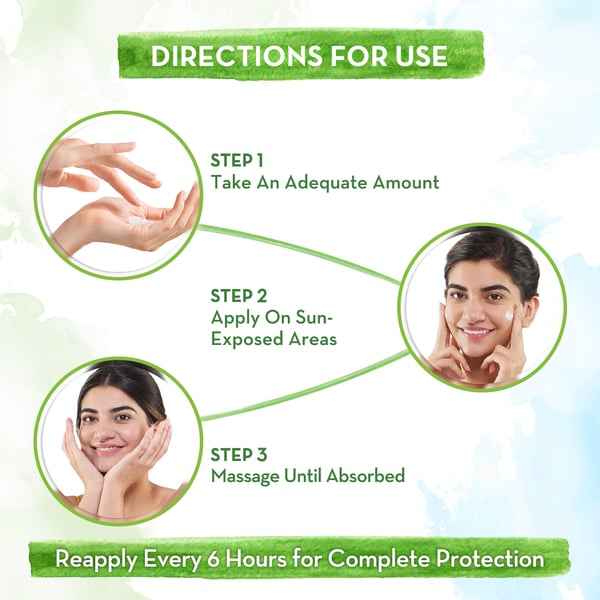 DIRECTIONS FOR USE
STEP 1
Take An Adequate Amount
STEP 2
Apply On Sun-
Exposed Areas
STEP 3
Massage Until Absorbed
Reapply Every 6 Hours for Complete Protection